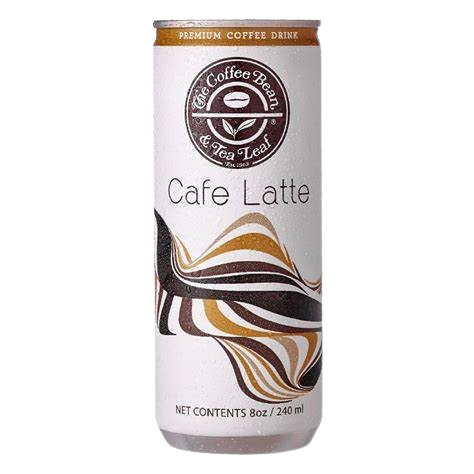 PREMIUM COFFEE DRINK
The Coffee Bean
& Tea Leaf
®
EST. 1963
Cafe Latte
NET CONTENTS 8oz / 240 ml